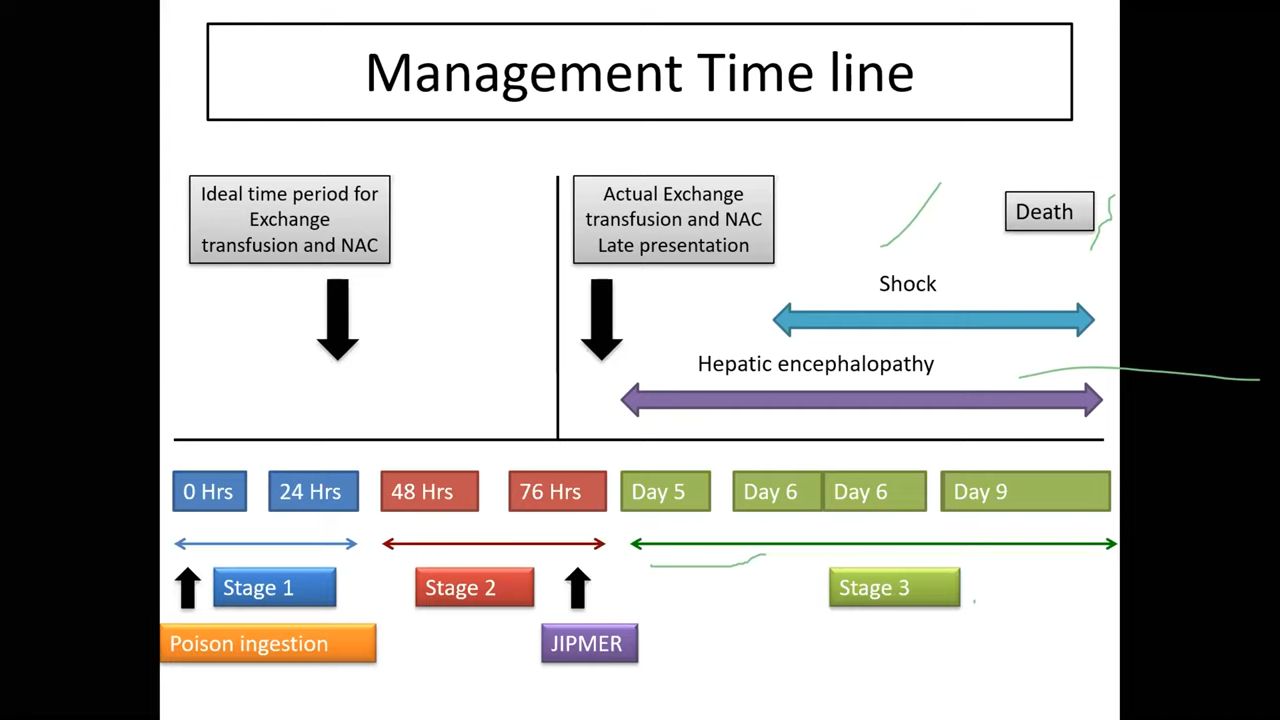 Management Time line
Ideal time period for
Exchange
transfusion and NAC
Actual Exchange
transfusion and NAC
Late presentation
Death
Shock
Hepatic encephalopathy
0 Hrs
24 Hrs
48 Hrs
76 Hrs
Day 5
Day 6
Day 6
Day 9
Stage 1
Stage 2
Stage 3
Poison ingestion
JIPMER